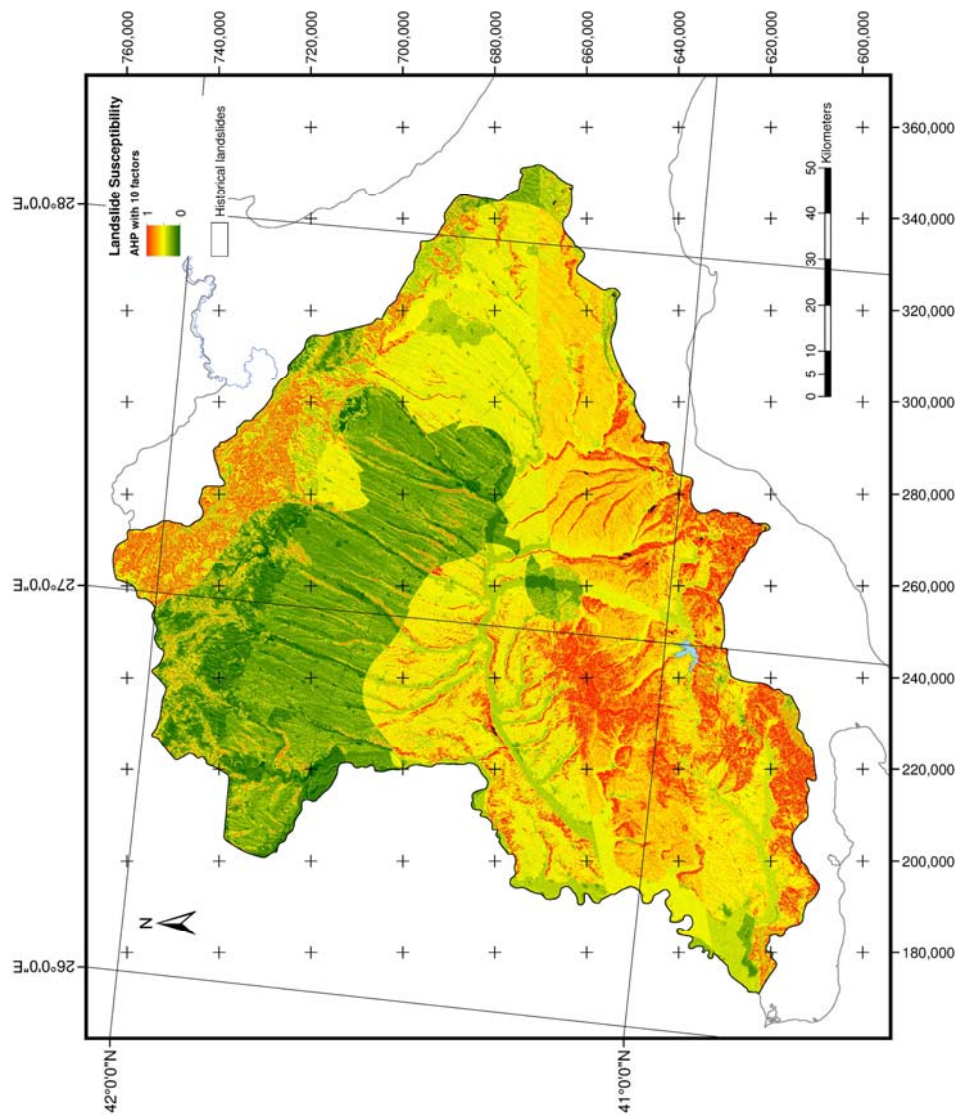 760,000
740,000
720,000
700,000
680,000
660,000
640,000
620,000
600,000
Landslide Susceptibility
AHP with 10 factors
1
0
Historical landslides
28°0'0"E
27°0'0"E
26°0'0"E
N
0 5 10 20 30 40 50
Kilometers
360,000
340,000
320,000
300,000
280,000
260,000
240,000
220,000
200,000
180,000
42°0'0"N
41°0'0"N